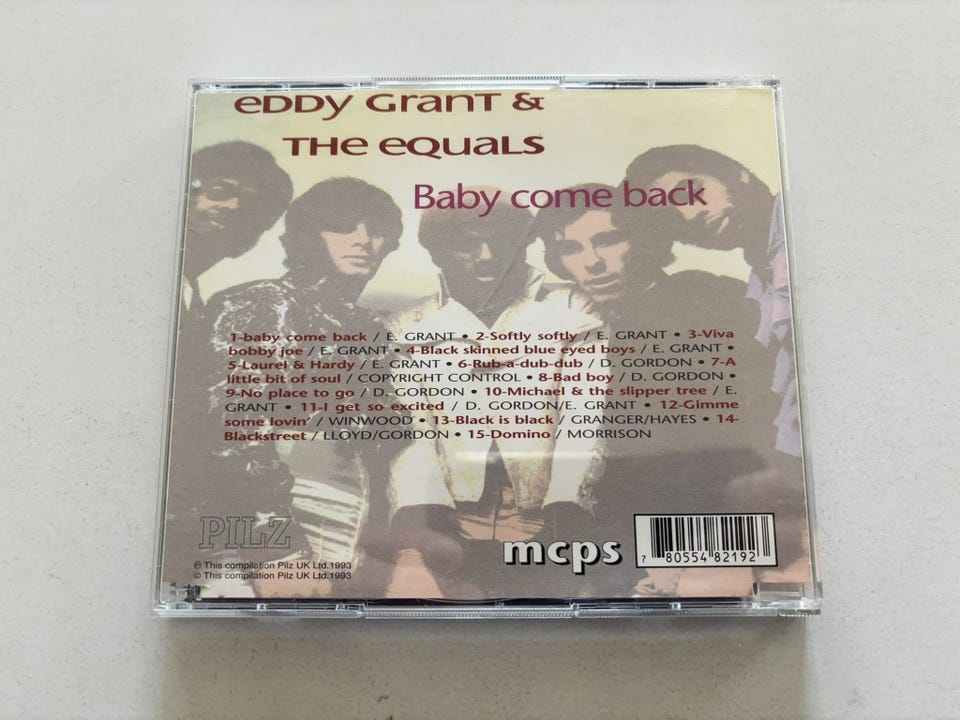 eDDy GranT &
THe eQuaLS
Baby come back
1-baby come back / E. GRANT • 2-Softly softly / E. GRANT • 3-Viva
bobby joe / E. GRANT • 4-Black skinned blue eyed boys / E. GRANT •
5-Laurel & Hardy / E. GRANT • 6-Rub-a-dub-dub / D. GORDON • 7-A
little bit of soul / COPYRIGHT CONTROL • 8-Bad boy / D. GORDON •
9-No place to go / D. GORDON • 10-Michael & the slipper tree / E.
GRANT • 11-I get so excited / D. GORDON/E. GRANT • 12-Gimme
some lovin' / WINWOOD • 13-Black is black / GRANGER/HAYES • 14-
Blackstreet / LLOYD/GORDON • 15-Domino / MORRISON
PILZ
℗ This compilation Pilz UK Ltd.1993
© This compilation Pilz UK Ltd.1993
mcps
7 80554 82192